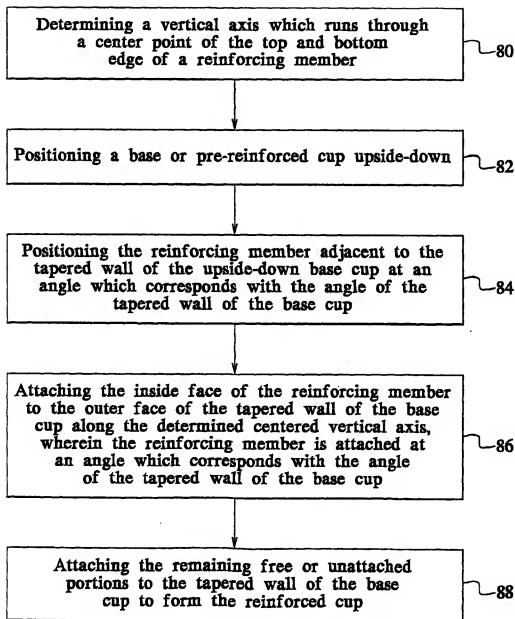 Determining a vertical axis which runs through
a center point of the top and bottom
edge of a reinforcing member
80
Positioning a base or pre-reinforced cup upside-down
82
Positioning the reinforcing member adjacent to the
tapered wall of the upside-down base cup at an
angle which corresponds with the angle of the
tapered wall of the base cup
84
Attaching the inside face of the reinforcing member
to the outer face of the tapered wall of the base
cup along the determined centered vertical axis,
wherein the reinforcing member is attached at
an angle which corresponds with the angle
of the tapered wall of the base cup
86
Attaching the remaining free or unattached
portions to the tapered wall of the base
cup to form the reinforced cup
88